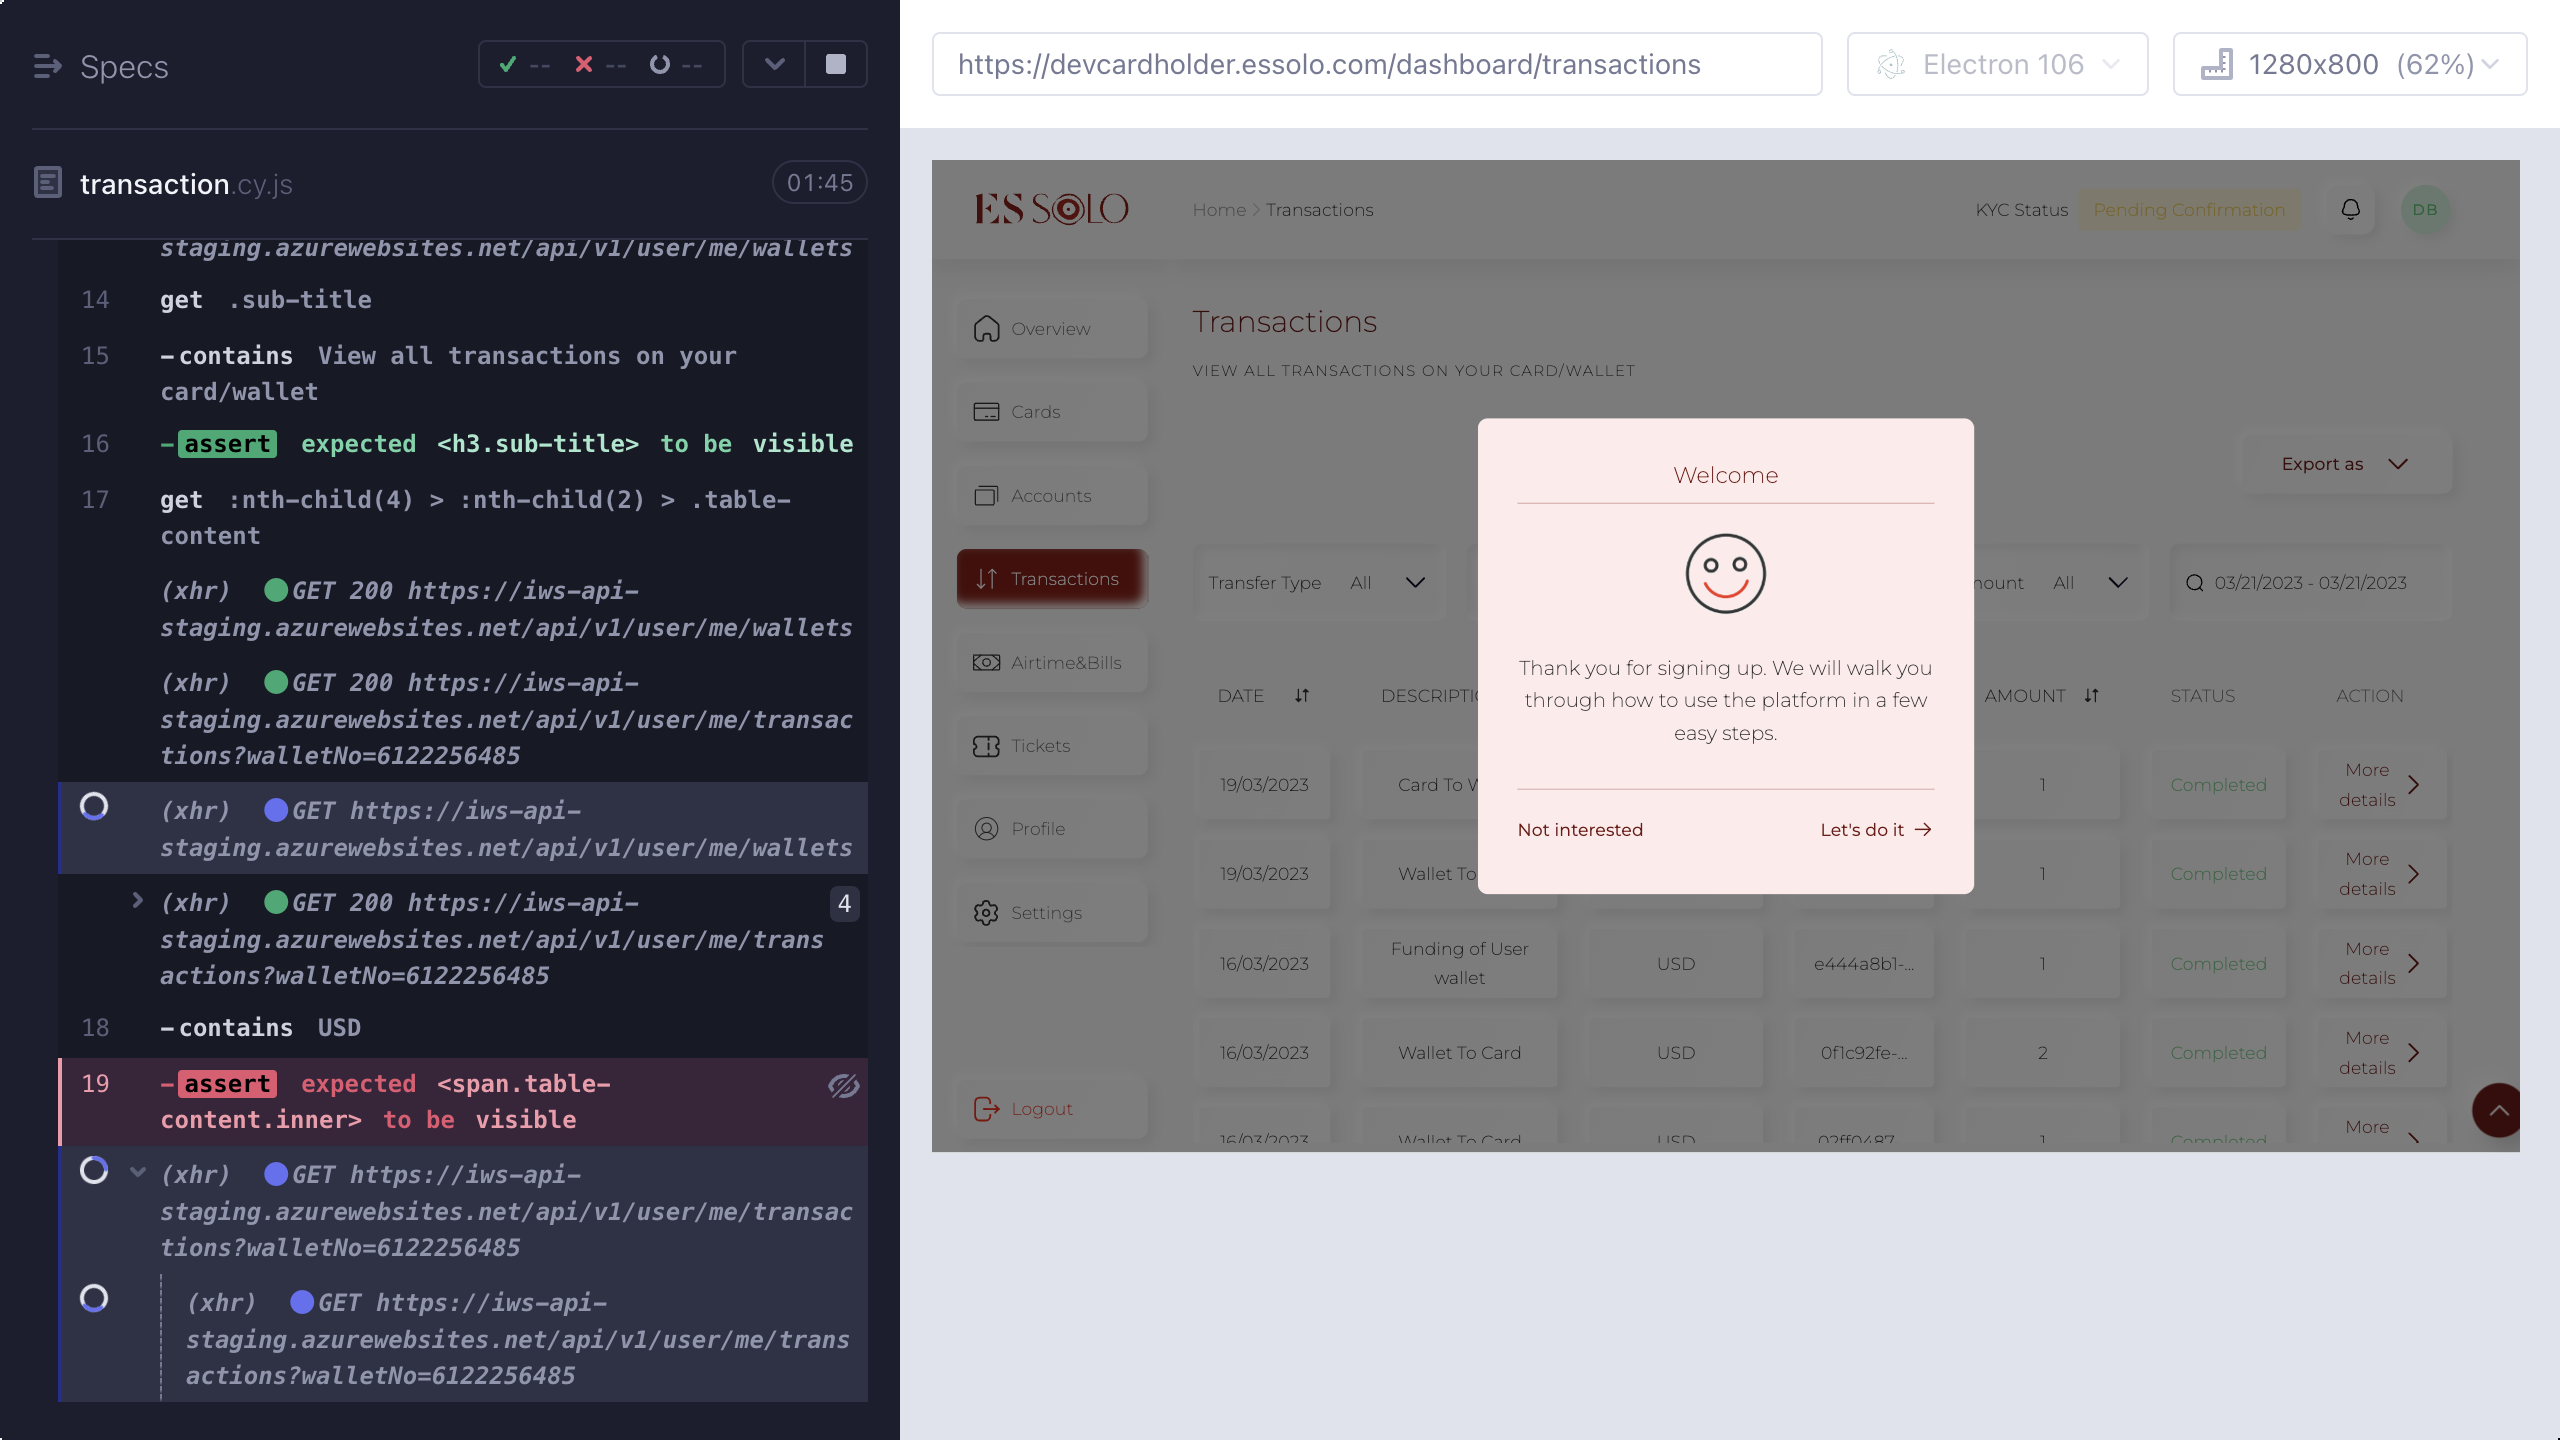 Specs
-- -- --
transaction.cy.js 01:45
staging.azurewebsites.net/api/v1/user/me/wallets
14 get .sub-title
15 -contains View all transactions on your
card/wallet
16 -assert expected <h3.sub-title> to be visible
17 get :nth-child(4) > :nth-child(2) > .table-
content
(xhr) GET 200 https://iws-api-
staging.azurewebsites.net/api/v1/user/me/wallets
(xhr) GET 200 https://iws-api-
staging.azurewebsites.net/api/v1/user/me/transac
tions?walletNo=6122256485
(xhr) GET https://iws-api-
staging.azurewebsites.net/api/v1/user/me/wallets
(xhr) GET 200 https://iws-api- 4
staging.azurewebsites.net/api/v1/user/me/trans
actions?walletNo=6122256485
18 -contains USD
19 -assert expected <span.table-
content.inner> to be visible
(xhr) GET https://iws-api-
staging.azurewebsites.net/api/v1/user/me/transac
tions?walletNo=6122256485
(xhr) GET https://iws-api-
staging.azurewebsites.net/api/v1/user/me/trans
actions?walletNo=6122256485
https://devcardholder.essolo.com/dashboard/transactions
Electron 106
1280x800 (62%)
ES SOLO
Home > Transactions
KYC Status Pending Confirmation
DB
Overview
Cards
Accounts
Transactions
Airtime&Bills
Tickets
Profile
Settings
Logout
Transactions
VIEW ALL TRANSACTIONS ON YOUR CARD/WALLET
Export as
Transfer Type All
mount All
03/21/2023 - 03/21/2023
DATE DESCRIPTIO AMOUNT STATUS ACTION
19/03/2023 Card To W 1 Completed More details
19/03/2023 Wallet To 1 Completed More details
16/03/2023 Funding of User wallet USD e444a8b1-... 1 Completed More details
16/03/2023 Wallet To Card USD 0f1c92fe-... 2 Completed More details
16/03/2023 Wallet To Card USD 02ff0487 1 Completed More
Welcome
Thank you for signing up. We will walk you
through how to use the platform in a few
easy steps.
Not interested
Let's do it →